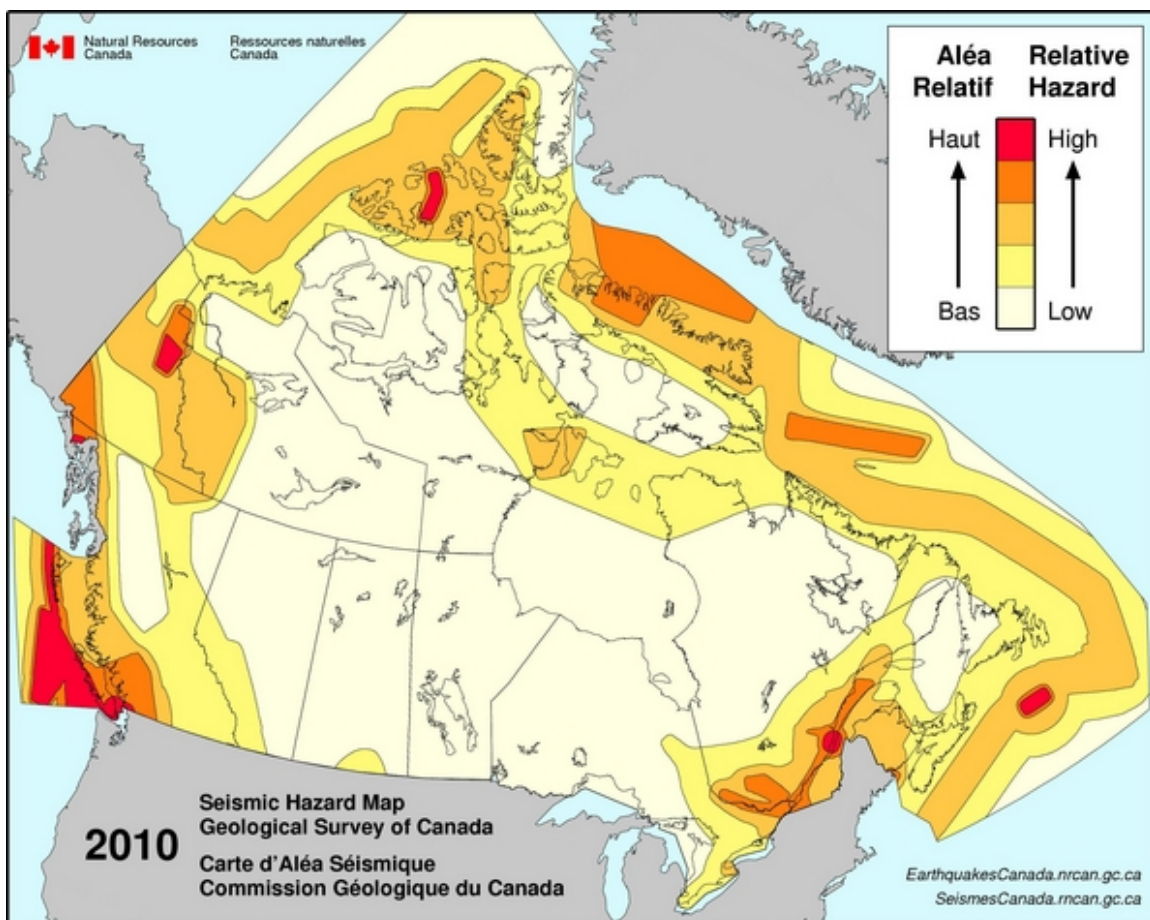 Natural Resources
Canada
Ressources naturelles
Canada
Aléa
Relatif
Relative
Hazard
Haut
High
Bas
Low
2010
Seismic Hazard Map
Geological Survey of Canada
Carte d'Aléa Séismique
Commission Géologique du Canada
EarthquakesCanada.nrcan.gc.ca
SeismesCanada.rncan.gc.ca